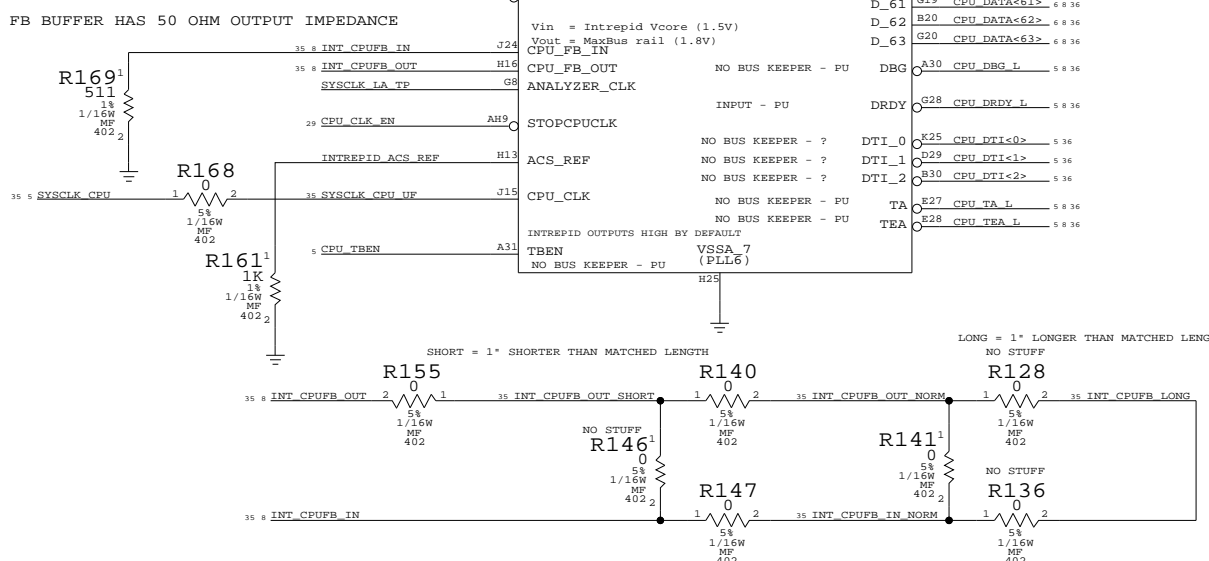 FB BUFFER HAS 50 OHM OUTPUT IMPEDANCE
D_61 G19 CPU_DATA<61> 6 8 36
D_62 B20 CPU_DATA<62> 6 8 36
D_63 G20 CPU_DATA<63> 6 8 36
Vin = Intrepid Vcore (1.5V)
Vout = MaxBus rail (1.8V)
35 8 INT_CPUFB_IN J24 CPU_FB_IN
35 8 INT_CPUFB_OUT H16 CPU_FB_OUT
NO BUS KEEPER - PU DBG A30 CPU_DBG_L 5 8 36
SYSCLK_LA_TP G8 ANALYZER_CLK
INPUT - PU DRDY G28 CPU_DRDY_L 5 8 36
29 CPU_CLK_EN AH9 STOPCPUCLK
NO BUS KEEPER - ? DTI_0 K25 CPU_DTI<0> 5 36
INTREPID_ACS_REF H13 ACS_REF
NO BUS KEEPER - ? DTI_1 D29 CPU_DTI<1> 5 36
NO BUS KEEPER - ? DTI_2 B30 CPU_DTI<2> 5 36
35 SYSCLK_CPU_UF J15 CPU_CLK
NO BUS KEEPER - PU TA E27 CPU_TA_L 5 8 36
NO BUS KEEPER - PU TEA E28 CPU_TEA_L 5 8 36
INTREPID OUTPUTS HIGH BY DEFAULT
5 CPU_TBEN A31 TBEN
NO BUS KEEPER - PU
VSSA_7
(PLL6)
H25
R169 1
511
1%
1/16W
MF
402 2
R168
0
35 5 SYSCLK_CPU 1 2
5%
1/16W
MF
402
R161 1
1K
1%
1/16W
MF
402 2
SHORT = 1" SHORTER THAN MATCHED LENGTH
LONG = 1" LONGER THAN MATCHED LENG
R155
0
35 8 INT_CPUFB_OUT 2 1 35 INT_CPUFB_OUT_SHORT
5%
1/16W
MF
402
R140
0
1 2 35 INT_CPUFB_OUT_NORM
5%
1/16W
MF
402
NO STUFF
R128
0
1 2 35 INT_CPUFB_LONG
5%
1/16W
MF
402
NO STUFF
R146 1
0
5%
1/16W
MF
402 2
R141 1
0
5%
1/16W
MF
402 2
35 8 INT_CPUFB_IN
R147
0
1 2 35 INT_CPUFB_IN_NORM
5%
1/16W
MF
402
NO STUFF
R136
0
1 2
5%
1/16W
MF
402